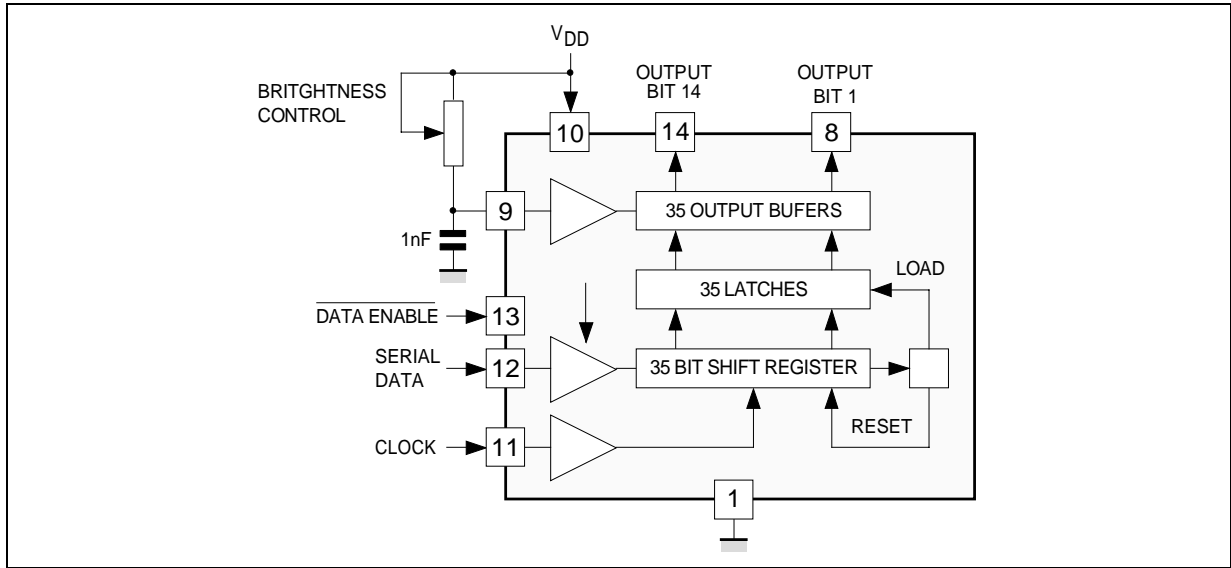 VDD
OUTPUT
BIT 14
OUTPUT
BIT 1
BRITGHTNESS
CONTROL
10
14
8
9
35 OUTPUT BUFERS
1nF
LOAD
35 LATCHES
DATA ENABLE
13
SERIAL
DATA
12
35 BIT SHIFT REGISTER
RESET
CLOCK
11
1